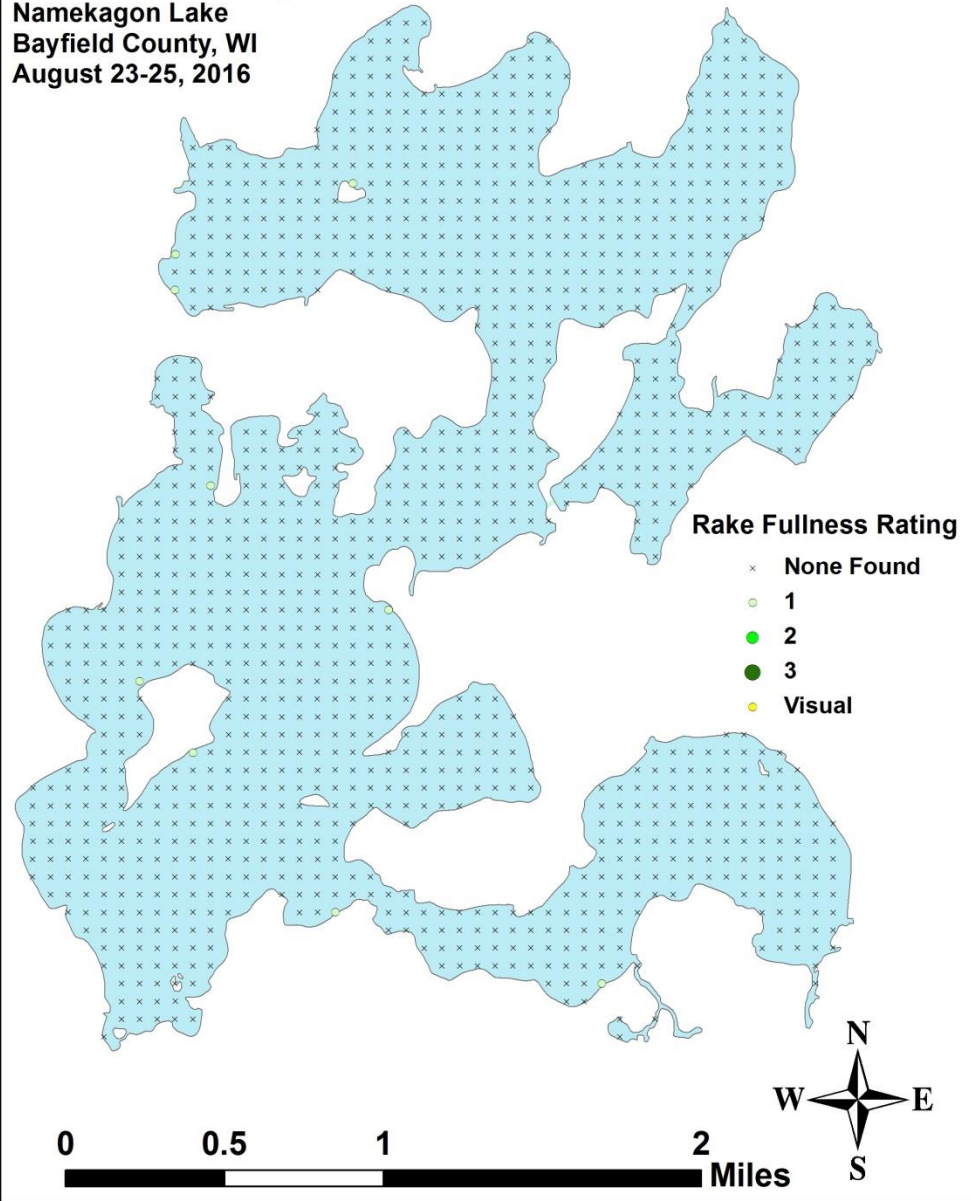 Namekagon Lake
Bayfield County, WI
August 23-25, 2016
Rake Fullness Rating
None Found
1
2
3
Visual
N
W E
S
0 0.5 1 2
Miles